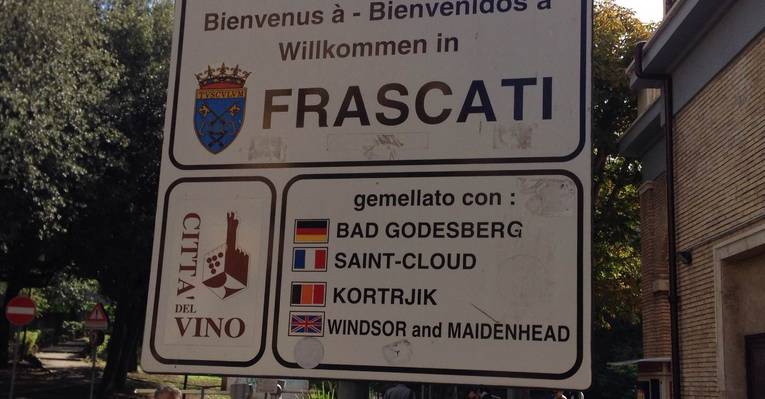 Bienvenus à - Bienvenidos a
Willkommen in
TVSCVLVM
FRASCATI
CITTA'
DEL
VINO
gemellato con :
BAD GODESBERG
SAINT-CLOUD
KORTRJIK
WINDSOR and MAIDENHEAD